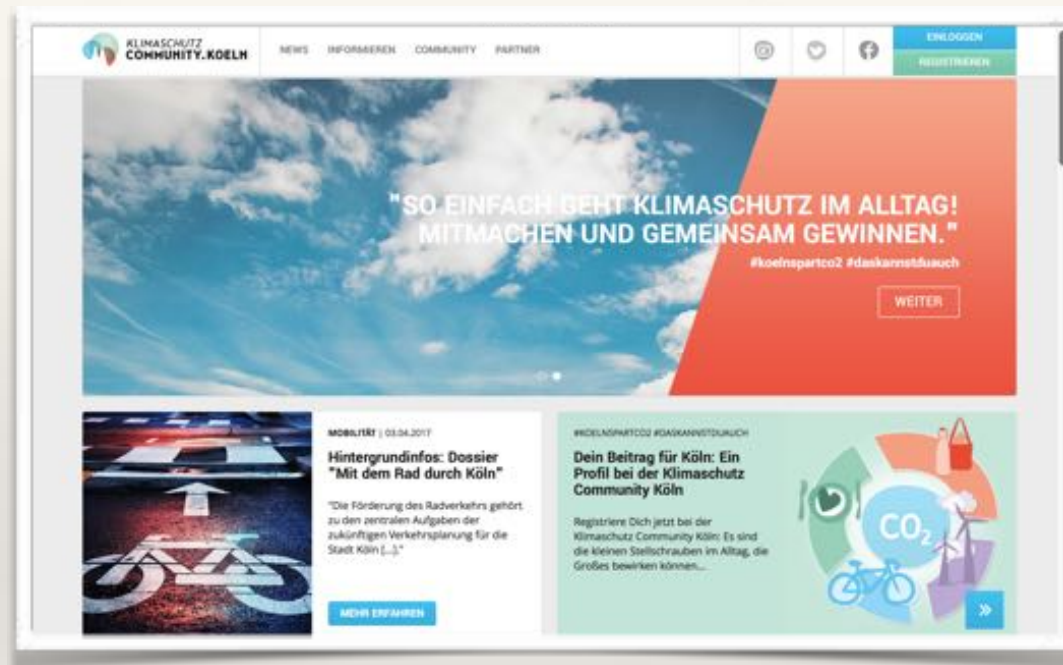 KLIMASCHUTZ
COMMUNITY.KOELN
NEWS INFORMIEREN COMMUNITY PARTNER
EINLOGGEN
REGISTRIEREN
"SO EINFACH GEHT KLIMASCHUTZ IM ALLTAG!
MITMACHEN UND GEMEINSAM GEWINNEN."
#koelnspartco2 #daskannstduauch
WEITER
MOBILITÄT | 03.04.2017
Hintergrundinfos: Dossier
"Mit dem Rad durch Köln"
"Die Förderung des Radverkehrs gehört
zu den zentralen Aufgaben der
zukünftigen Verkehrsplanung für die
Stadt Köln [...]."
MEHR ERFAHREN
#KOELNSPARTCO2 #DASKANNSTDUAUCH
Dein Beitrag für Köln: Ein
Profil bei der Klimaschutz
Community Köln
Registriere Dich jetzt bei der
Klimaschutz Community Köln: Es sind
die kleinen Stellschrauben im Alltag, die
Großes bewirken können...
CO₂